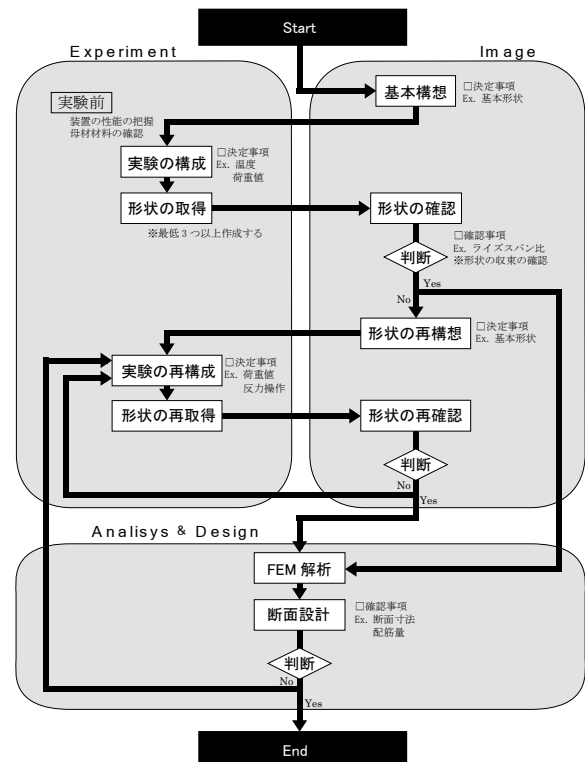 Start
Experiment
Image
基本構想
□決定事項
Ex. 基本形状
実験前
装置の性能の把握
母材材料の確認
実験の構成
□決定事項
Ex. 温度
荷重値
形状の取得
※最低 3 つ以上作成する
形状の確認
□確認事項
Ex. ライズスパン比
※形状の収束の確認
判断
Yes
No
形状の再構想
□決定事項
Ex. 基本形状
実験の再構成
□決定事項
Ex. 荷重値
反力操作
形状の再取得
形状の再確認
判断
No
Yes
Analisys & Design
FEM 解析
断面設計
□確認事項
Ex. 断面寸法
配筋量
判断
No
Yes
End